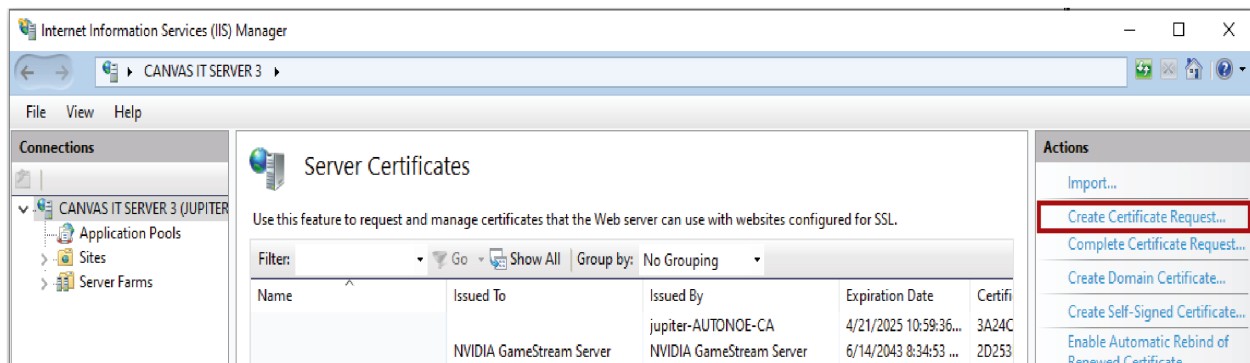 Internet Information Services (IIS) Manager
CANVAS IT SERVER 3
File View Help
Connections
CANVAS IT SERVER 3 (JUPITER
Application Pools
Sites
Server Farms
Server Certificates
Use this feature to request and manage certificates that the Web server can use with websites configured for SSL.
Filter: Go Show All Group by: No Grouping
Name Issued To Issued By Expiration Date Certifi
jupiter-AUTONOE-CA 4/21/2025 10:59:36... 3A24C
NVIDIA GameStream Server NVIDIA GameStream Server 6/14/2043 8:34:53 ... 2D253
Actions
Import...
Create Certificate Request...
Complete Certificate Request...
Create Domain Certificate...
Create Self-Signed Certificate...
Enable Automatic Rebind of
Renewed Certificate